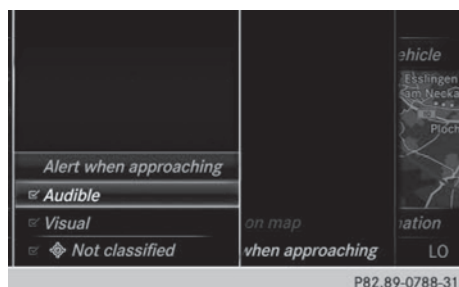 ehicle
Esslingen
am Necka
Ploch
Alert when approaching
Audible
Visual
on map
ation
Not classified
when approaching
LO
P82.89-0788-31